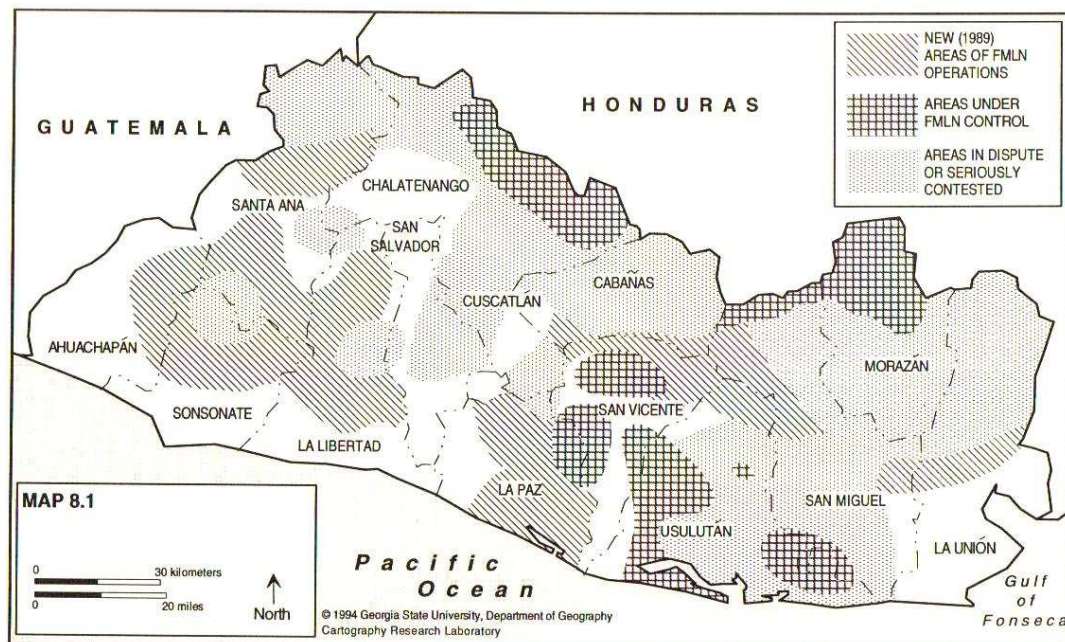 NEW (1989)
AREAS OF FMLN
OPERATIONS
AREAS UNDER
FMLN CONTROL
AREAS IN DISPUTE
OR SERIOUSLY
CONTESTED
GUATEMALA
HONDURAS
CHALATENANGO
SANTA ANA
SAN
SALVADOR
CUSCATLÁN
CABAÑAS
AHUACHAPÁN
MORAZÁN
SONSONATE
SAN VICENTE
LA LIBERTAD
LA PAZ
SAN MIGUEL
USULUTÁN
LA UNIÓN
MAP 8.1
0 30 kilometers
0 20 miles
North
Pacific
Ocean
Gulf
of
Fonseca
© 1994 Georgia State University, Department of Geography
Cartography Research Laboratory